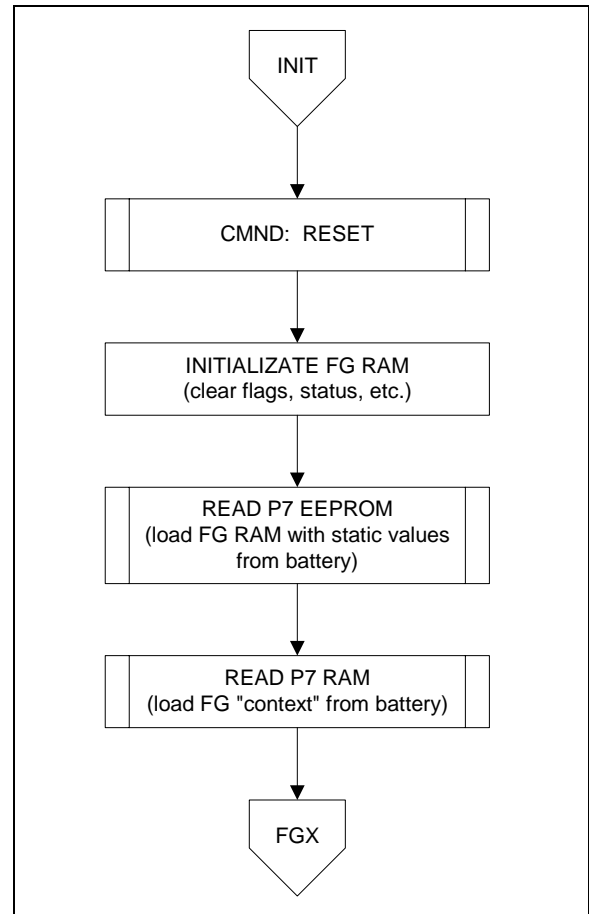 INIT
CMND: RESET
INITIALIZATE FG RAM
(clear flags, status, etc.)
READ P7 EEPROM
(load FG RAM with static values
from battery)
READ P7 RAM
(load FG "context" from battery)
FGX